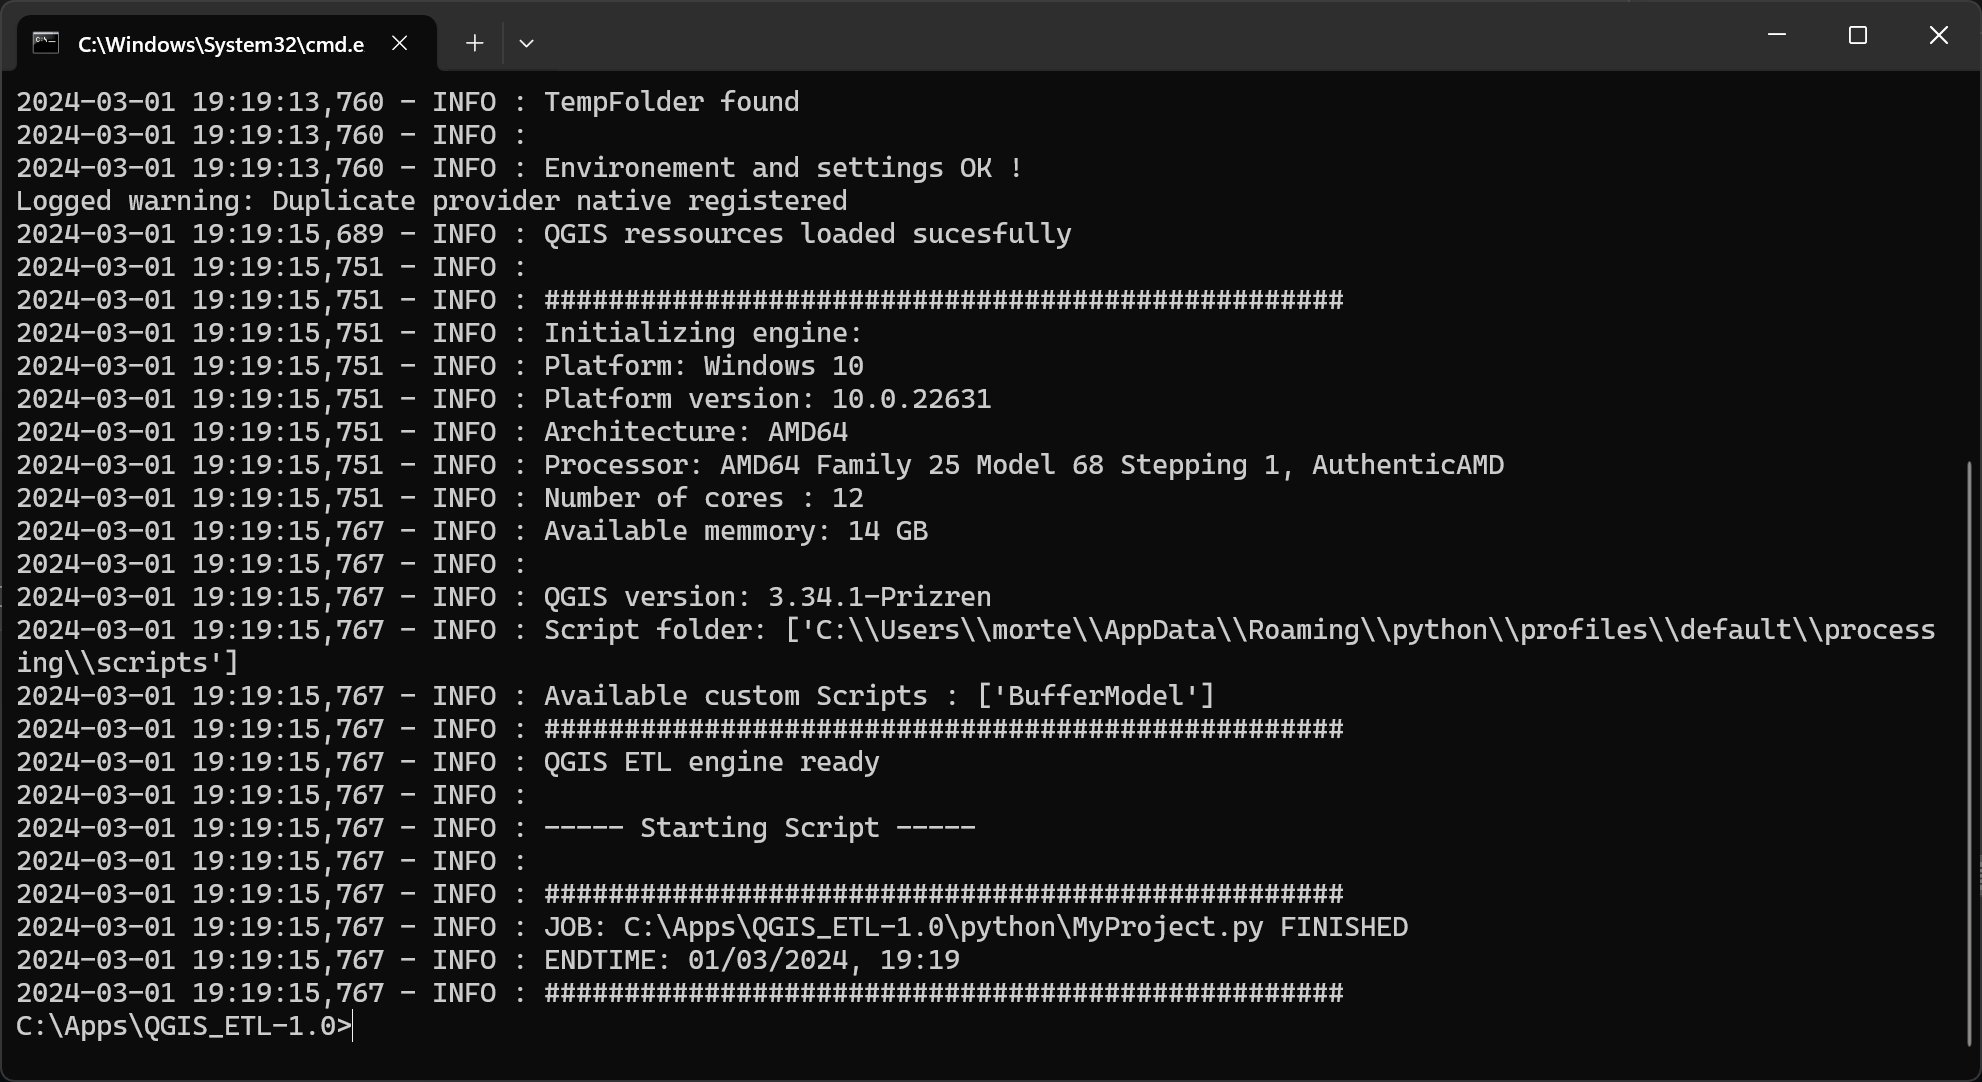 C:\Windows\System32\cmd.e
2024-03-01 19:19:13,760 - INFO : TempFolder found
2024-03-01 19:19:13,760 - INFO :
2024-03-01 19:19:13,760 - INFO : Environement and settings OK !
Logged warning: Duplicate provider native registered
2024-03-01 19:19:15,689 - INFO : QGIS ressources loaded sucesfully
2024-03-01 19:19:15,751 - INFO :
2024-03-01 19:19:15,751 - INFO : ##################################################
2024-03-01 19:19:15,751 - INFO : Initializing engine:
2024-03-01 19:19:15,751 - INFO : Platform: Windows 10
2024-03-01 19:19:15,751 - INFO : Platform version: 10.0.22631
2024-03-01 19:19:15,751 - INFO : Architecture: AMD64
2024-03-01 19:19:15,751 - INFO : Processor: AMD64 Family 25 Model 68 Stepping 1, AuthenticAMD
2024-03-01 19:19:15,751 - INFO : Number of cores : 12
2024-03-01 19:19:15,767 - INFO : Available memmory: 14 GB
2024-03-01 19:19:15,767 - INFO :
2024-03-01 19:19:15,767 - INFO : QGIS version: 3.34.1-Prizren
2024-03-01 19:19:15,767 - INFO : Script folder: ['C:\\Users\\morte\\AppData\\Roaming\\python\\profiles\\default\\process
ing\\scripts']
2024-03-01 19:19:15,767 - INFO : Available custom Scripts : ['BufferModel']
2024-03-01 19:19:15,767 - INFO : ##################################################
2024-03-01 19:19:15,767 - INFO : QGIS ETL engine ready
2024-03-01 19:19:15,767 - INFO :
2024-03-01 19:19:15,767 - INFO : ----- Starting Script -----
2024-03-01 19:19:15,767 - INFO :
2024-03-01 19:19:15,767 - INFO : ##################################################
2024-03-01 19:19:15,767 - INFO : JOB: C:\Apps\QGIS_ETL-1.0\python\MyProject.py FINISHED
2024-03-01 19:19:15,767 - INFO : ENDTIME: 01/03/2024, 19:19
2024-03-01 19:19:15,767 - INFO : ##################################################
C:\Apps\QGIS_ETL-1.0>